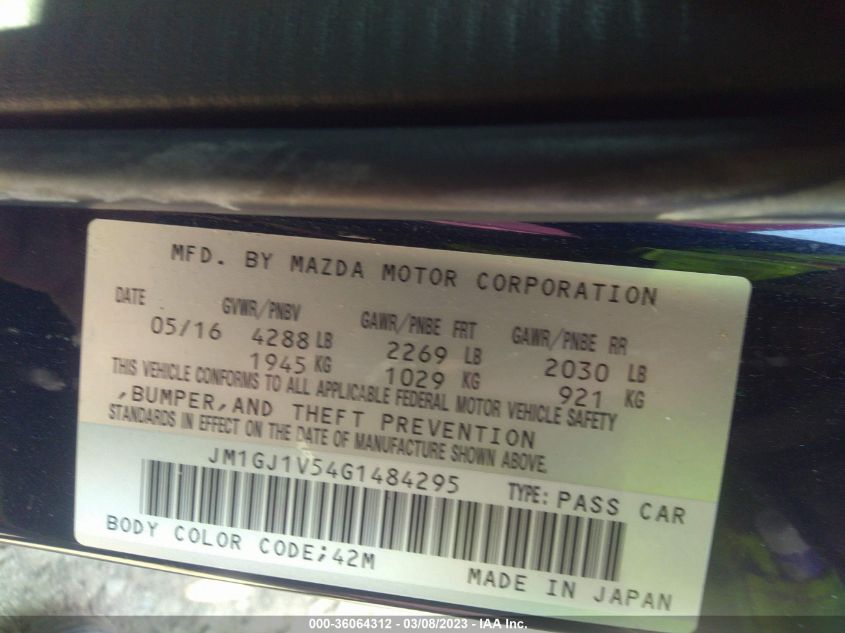 MFD. BY MAZDA MOTOR CORPORATION
DATE GVWR/PNBV GAWR/PNBE FRT GAWR/PNBE RR
05/16 4288 LB 2269 LB 2030 LB
1945 KG 1029 KG 921 KG
THIS VEHICLE CONFORMS TO ALL APPLICABLE FEDERAL MOTOR VEHICLE SAFETY
,BUMPER,AND THEFT PREVENTION
STANDARDS IN EFFECT ON THE DATE OF MANUFACTURE SHOWN ABOVE.
JM1GJ1V54G1484295 TYPE: PASS CAR
BODY COLOR CODE;42M
MADE IN JAPAN
000-36064312 - 03/08/2023 - IAA Inc.